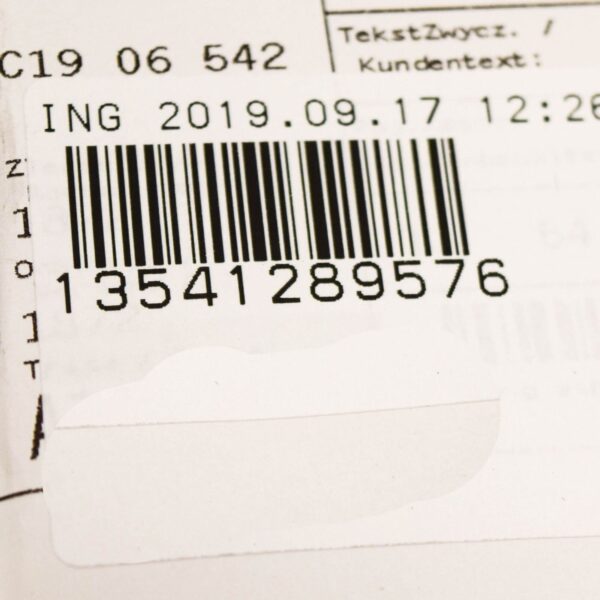 C19 06 542
TekstZwycz. /
Kundentext:
ING 2019.09.17 12:26
13541289576